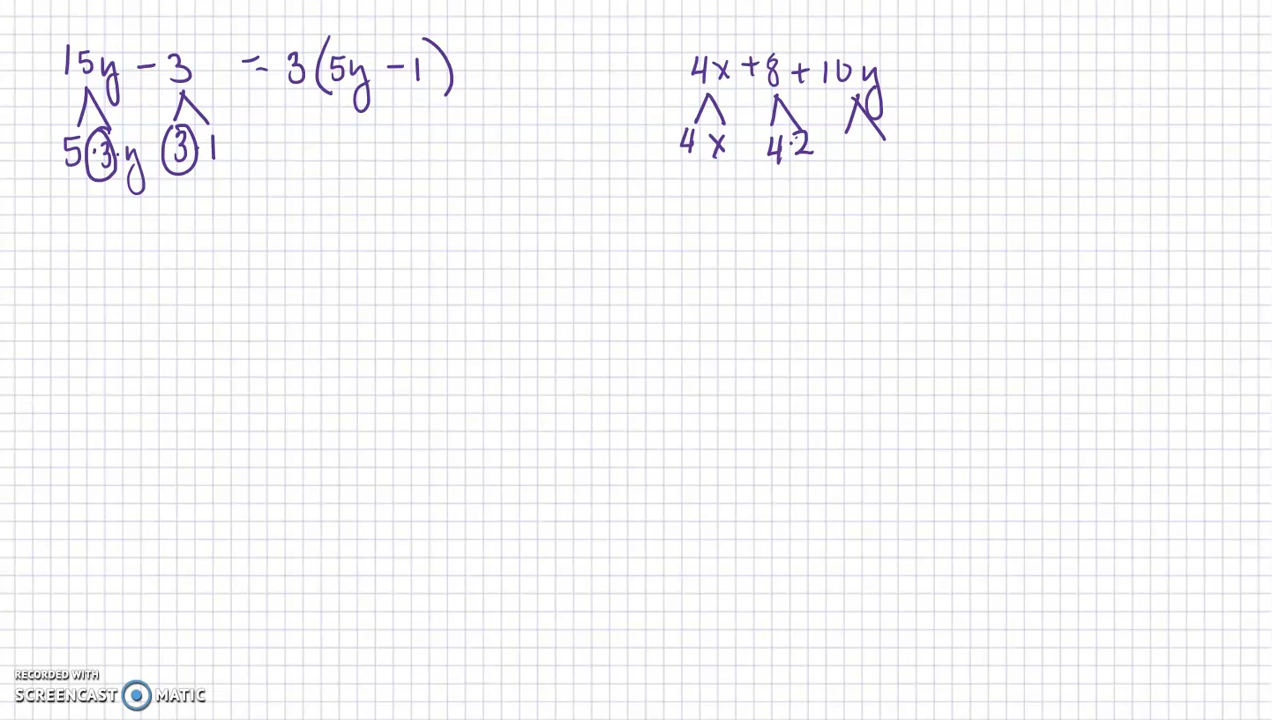 15y - 3 = 3(5y - 1)
5 · 3 · y 3 · 1
4x + 8 + 10y
4 x 4 · 2
RECORDED WITH
SCREENCAST MATIC